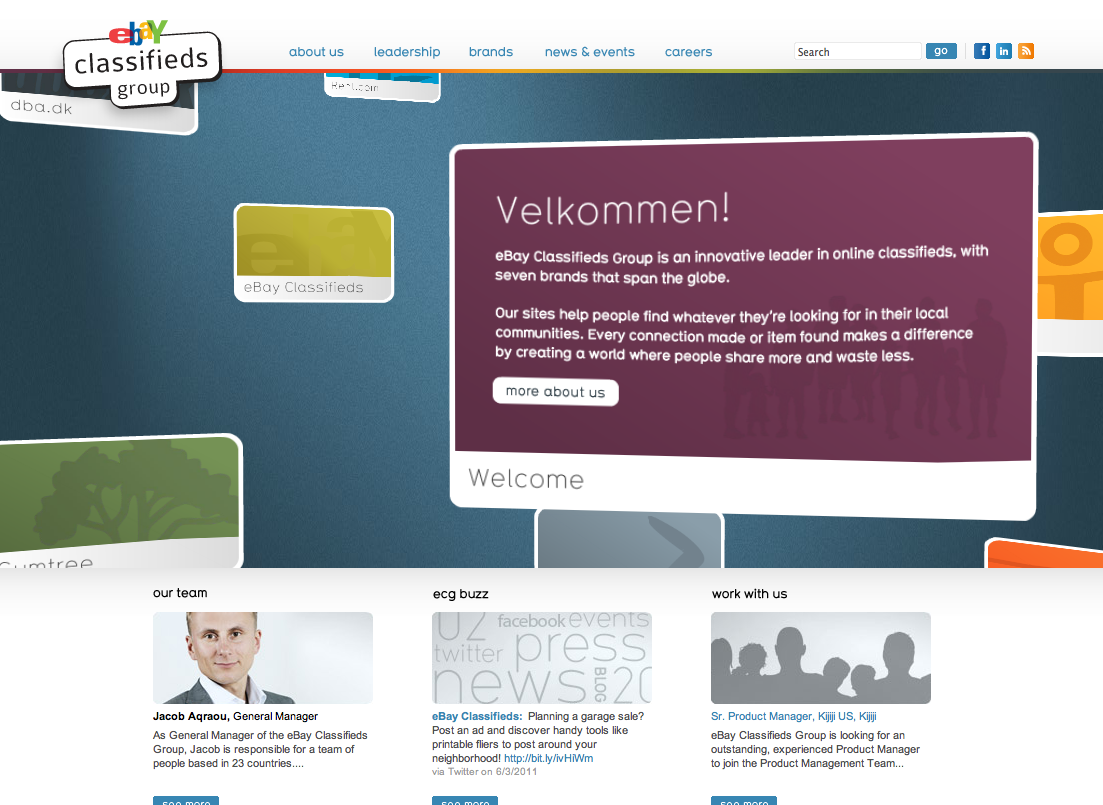 ebaY
classifieds
group
about us
leadership
brands
news & events
careers
Search
go
f
in
dba.dk
Rent.com
Velkommen!
eBay Classifieds Group is an innovative leader in online classifieds, with
seven brands that span the globe.
Our sites help people find whatever they're looking for in their local
communities. Every connection made or item found makes a difference
by creating a world where people share more and waste less.
more about us
Welcome
eBay Classifieds
Gumtree
our team
Jacob Aqraou, General Manager
As General Manager of the eBay Classifieds
Group, Jacob is responsible for a team of
people based in 23 countries....
see more
ecg buzz
facebook events
twitter press
news BLOG
eBay Classifieds: Planning a garage sale?
Post an ad and discover handy tools like
printable fliers to post around your
neighborhood! http://bit.ly/ivHiWm
via Twitter on 6/3/2011
see more
work with us
Sr. Product Manager, Kijiji US, Kijiji
eBay Classifieds Group is looking for an
outstanding, experienced Product Manager
to join the Product Management Team...
see more